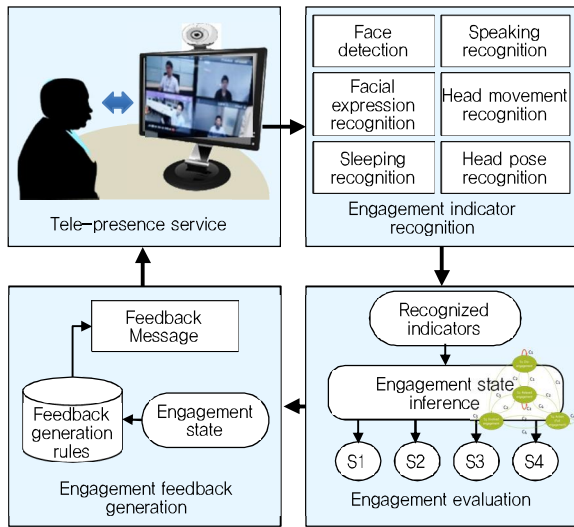 Tele-presence service
Face
detection
Speaking
recognition
Facial
expression
recognition
Head movement
recognition
Sleeping
recognition
Head pose
recognition
Engagement indicator
recognition
Recognized
indicators
Engagement state
inference
S1
S2
S3
S4
Engagement evaluation
Feedback
Message
Feedback
generation
rules
Engagement
state
Engagement feedback
generation